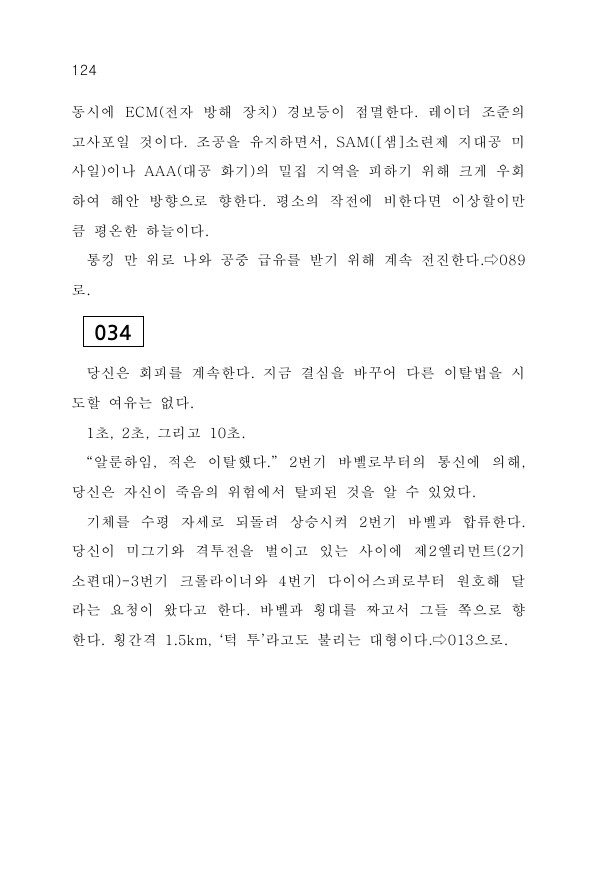 124
동시에 ECM(전자 방해 장치) 경보등이 점멸한다. 레이더 조준의
고사포일 것이다. 조공을 유지하면서, SAM([샘]소련제 지대공 미
사일)이나 AAA(대공 화기)의 밀집 지역을 피하기 위해 크게 우회
하여 해안 방향으로 향한다. 평소의 작전에 비한다면 이상할이만
큼 평온한 하늘이다.
통킹 만 위로 나와 공중 급유를 받기 위해 계속 전진한다.⇨089
로.
034
당신은 회피를 계속한다. 지금 결심을 바꾸어 다른 이탈법을 시
도할 여유는 없다.
1초, 2초, 그리고 10초.
“알룬하임, 적은 이탈했다.” 2번기 바벨로부터의 통신에 의해,
당신은 자신이 죽음의 위험에서 탈피된 것을 알 수 있었다.
기체를 수평 자세로 되돌려 상승시켜 2번기 바벨과 합류한다.
당신이 미그기와 격투전을 벌이고 있는 사이에 제2엘리먼트(2기
소편대)-3번기 크롤라이너와 4번기 다이어스퍼로부터 원호해 달
라는 요청이 왔다고 한다. 바벨과 횡대를 짜고서 그들 쪽으로 향
한다. 횡간격 1.5km, ‘턱 투’라고도 불리는 대형이다.⇨013으로.